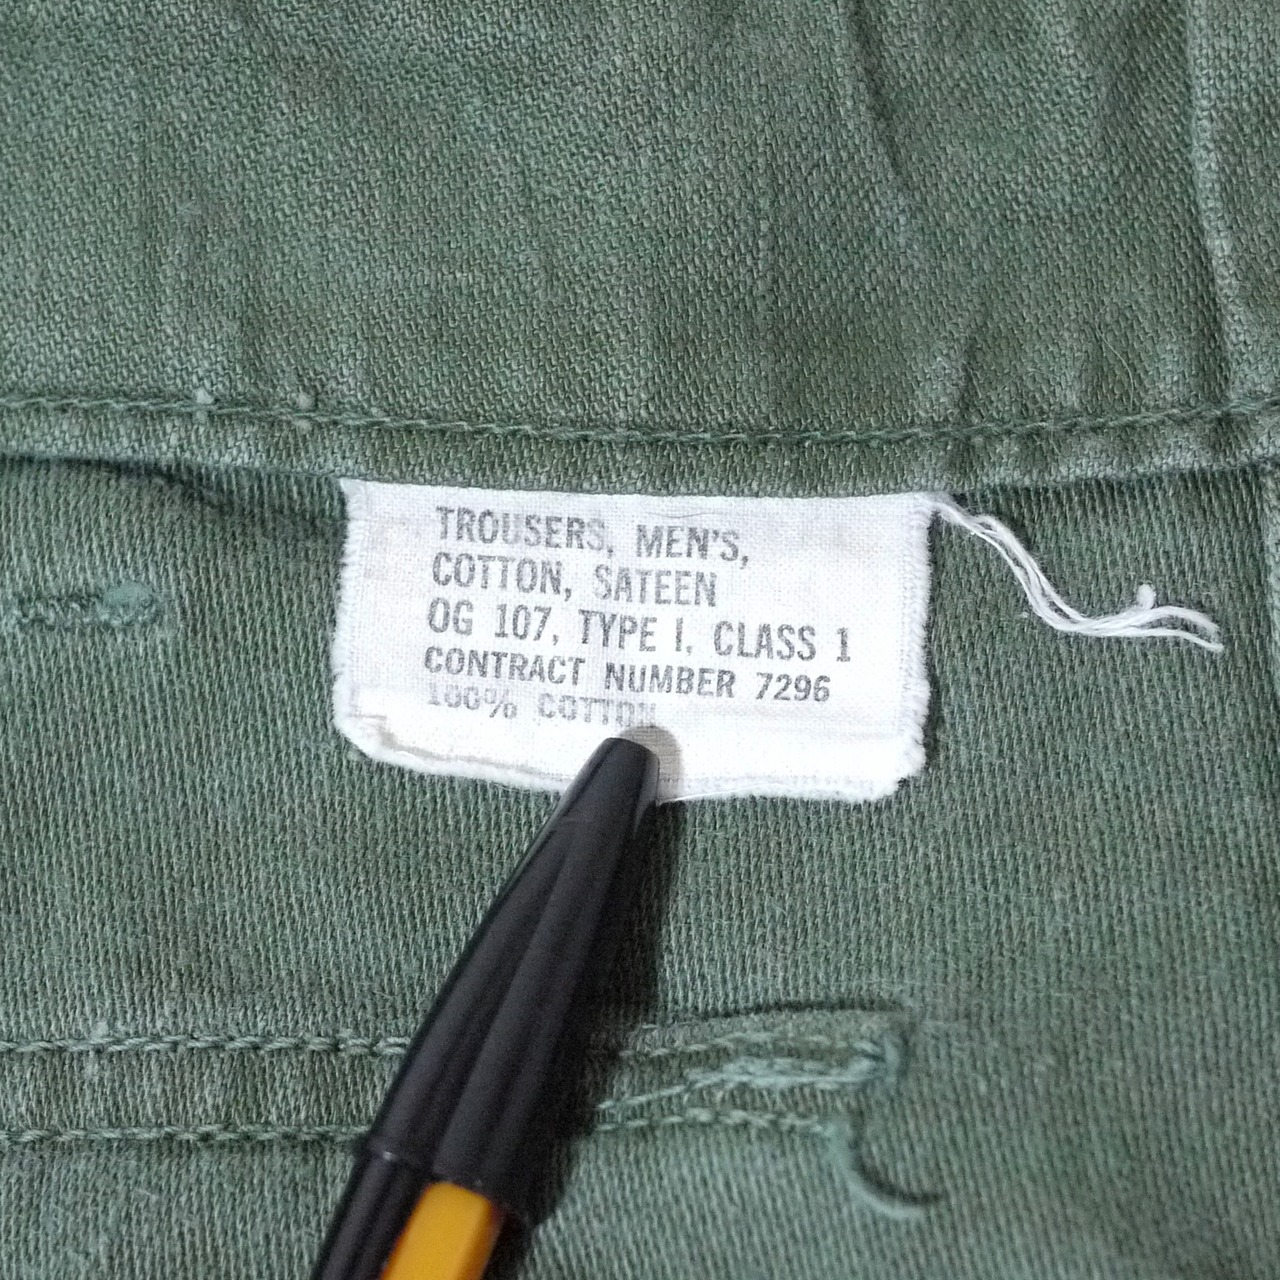 TROUSERS, MEN'S,
COTTON, SATEEN
OG 107, TYPE I, CLASS 1
CONTRACT NUMBER 7296
100% COTTON